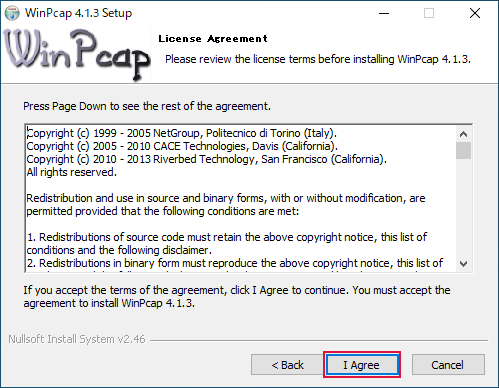 WinPcap 4.1.3 Setup
WinPcap
License Agreement
Please review the license terms before installing WinPcap 4.1.3.
Press Page Down to see the rest of the agreement.
Copyright (c) 1999 - 2005 NetGroup, Politecnico di Torino (Italy).
Copyright (c) 2005 - 2010 CACE Technologies, Davis (California).
Copyright (c) 2010 - 2013 Riverbed Technology, San Francisco (California).
All rights reserved.
Redistribution and use in source and binary forms, with or without modification, are
permitted provided that the following conditions are met:
1. Redistributions of source code must retain the above copyright notice, this list of
conditions and the following disclaimer.
2. Redistributions in binary form must reproduce the above copyright notice, this list of
If you accept the terms of the agreement, click I Agree to continue. You must accept the
agreement to install WinPcap 4.1.3.
Nullsoft Install System v2.46
< Back
I Agree
Cancel